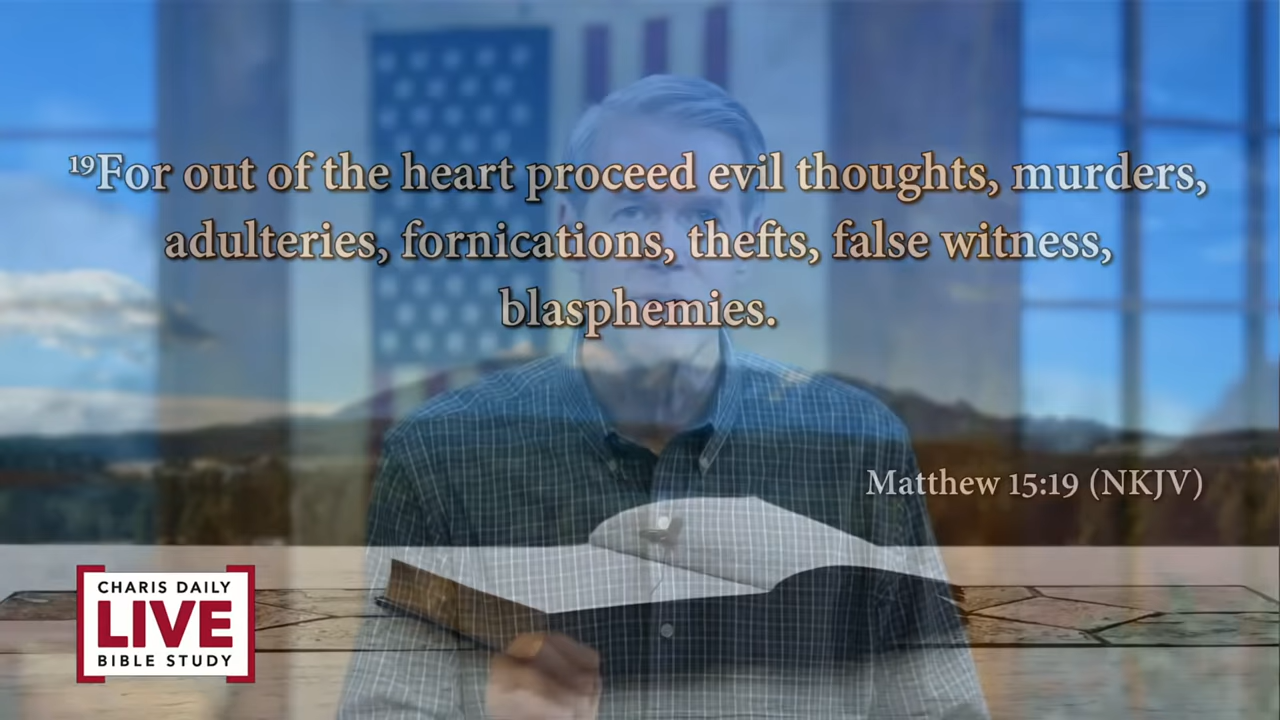 ¹⁹For out of the heart proceed evil thoughts, murders,
adulteries, fornications, thefts, false witness,
blasphemies.
Matthew 15:19 (NKJV)
CHARIS DAILY
LIVE
BIBLE STUDY